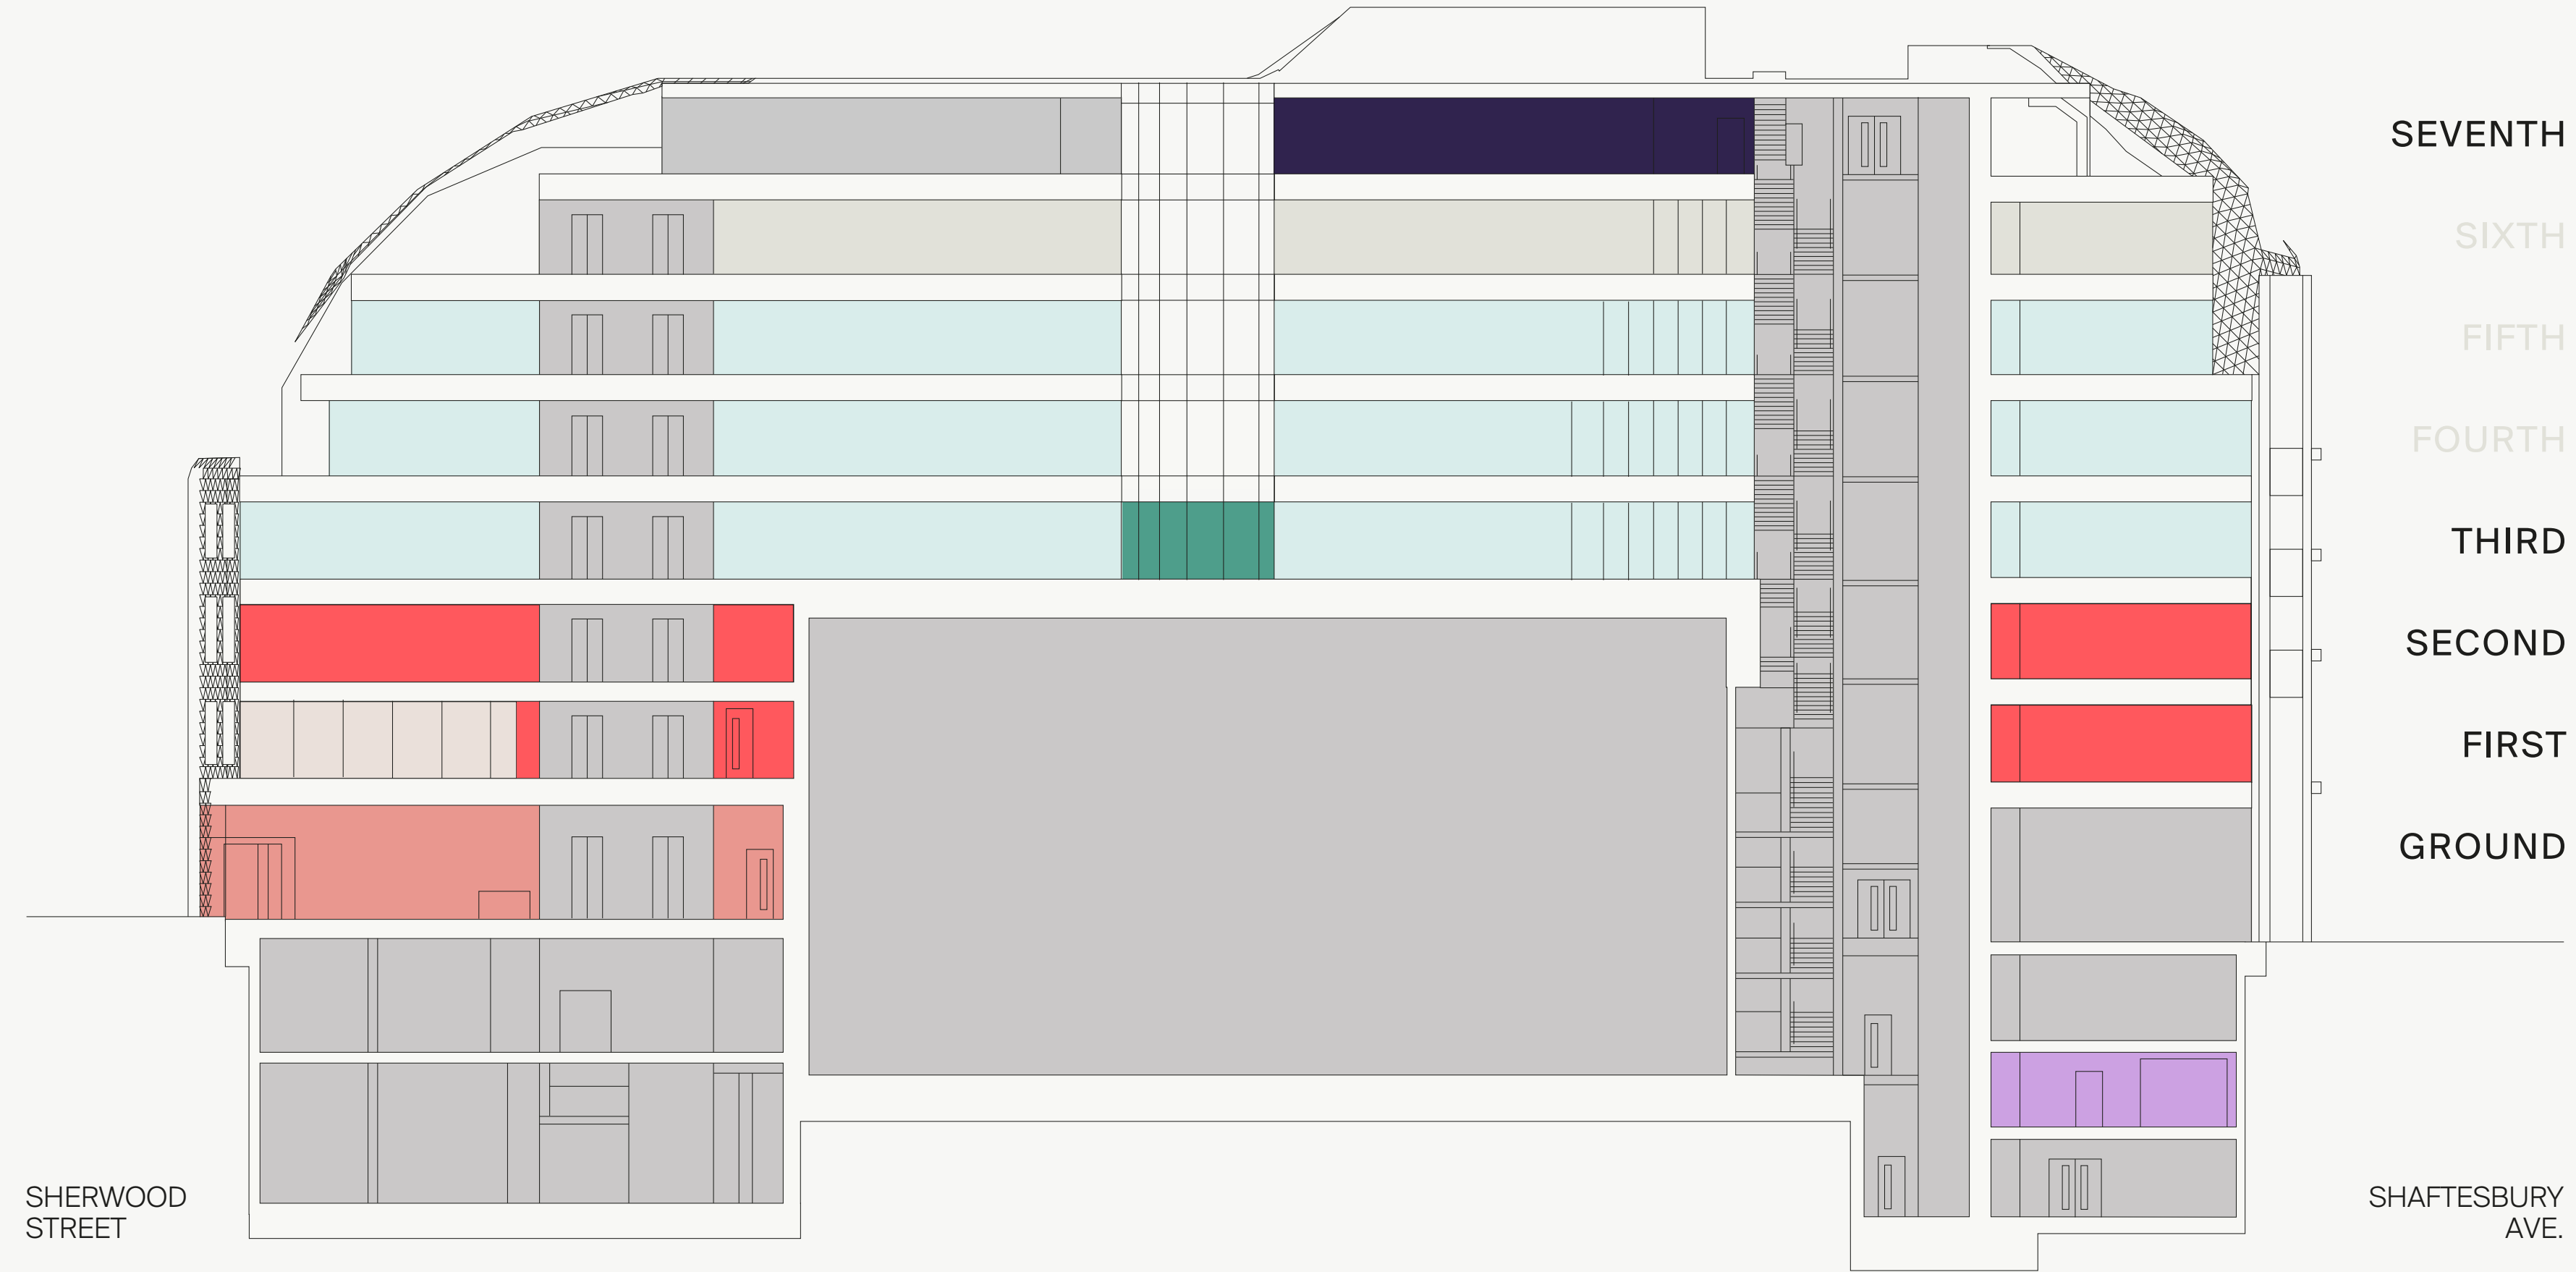 SEVENTH
SIXTH
FIFTH
FOURTH
THIRD
SECOND
FIRST
GROUND
SHERWOOD
STREET
SHAFTESBURY
AVE.